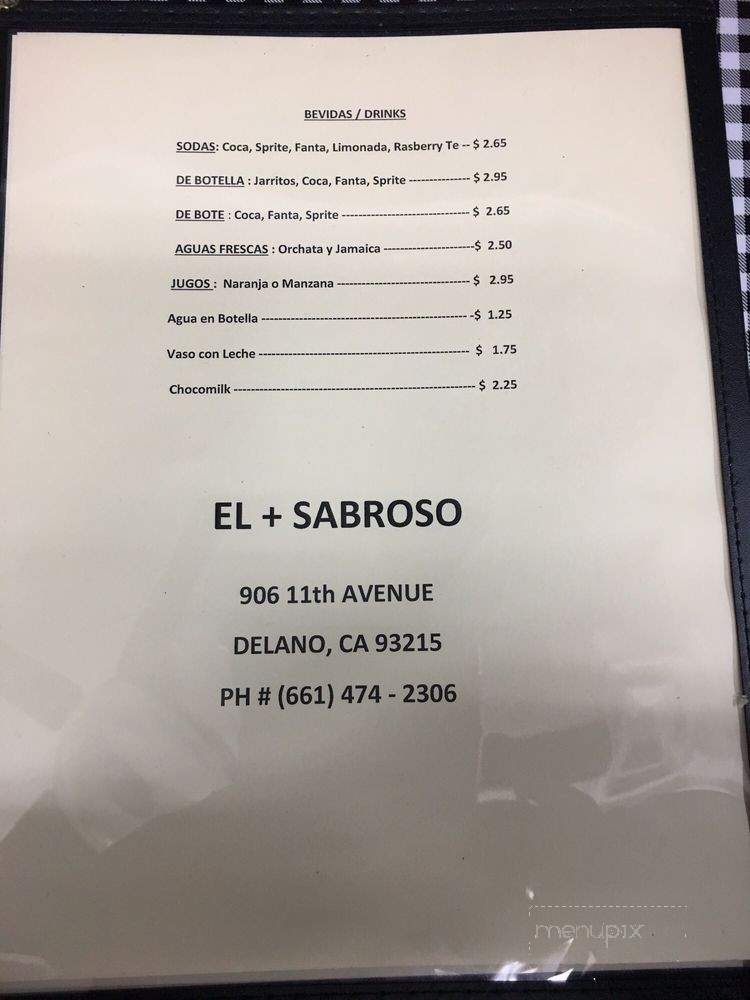 BEVIDAS / DRINKS
SODAS: Coca, Sprite, Fanta, Limonada, Rasberry Te -- $ 2.65
DE BOTELLA : Jarritos, Coca, Fanta, Sprite --------------- $ 2.95
DE BOTE : Coca, Fanta, Sprite ------------------------------- $ 2.65
AGUAS FRESCAS : Orchata y Jamaica ----------------------$ 2.50
JUGOS : Naranja o Manzana -------------------------------- $ 2.95
Agua en Botella -------------------------------------------------- -$ 1.25
Vaso con Leche --------------------------------------------------- $ 1.75
Chocomilk ---------------------------------------------------------- $ 2.25
EL + SABROSO
906 11th AVENUE
DELANO, CA 93215
PH # (661) 474 - 2306
menupix